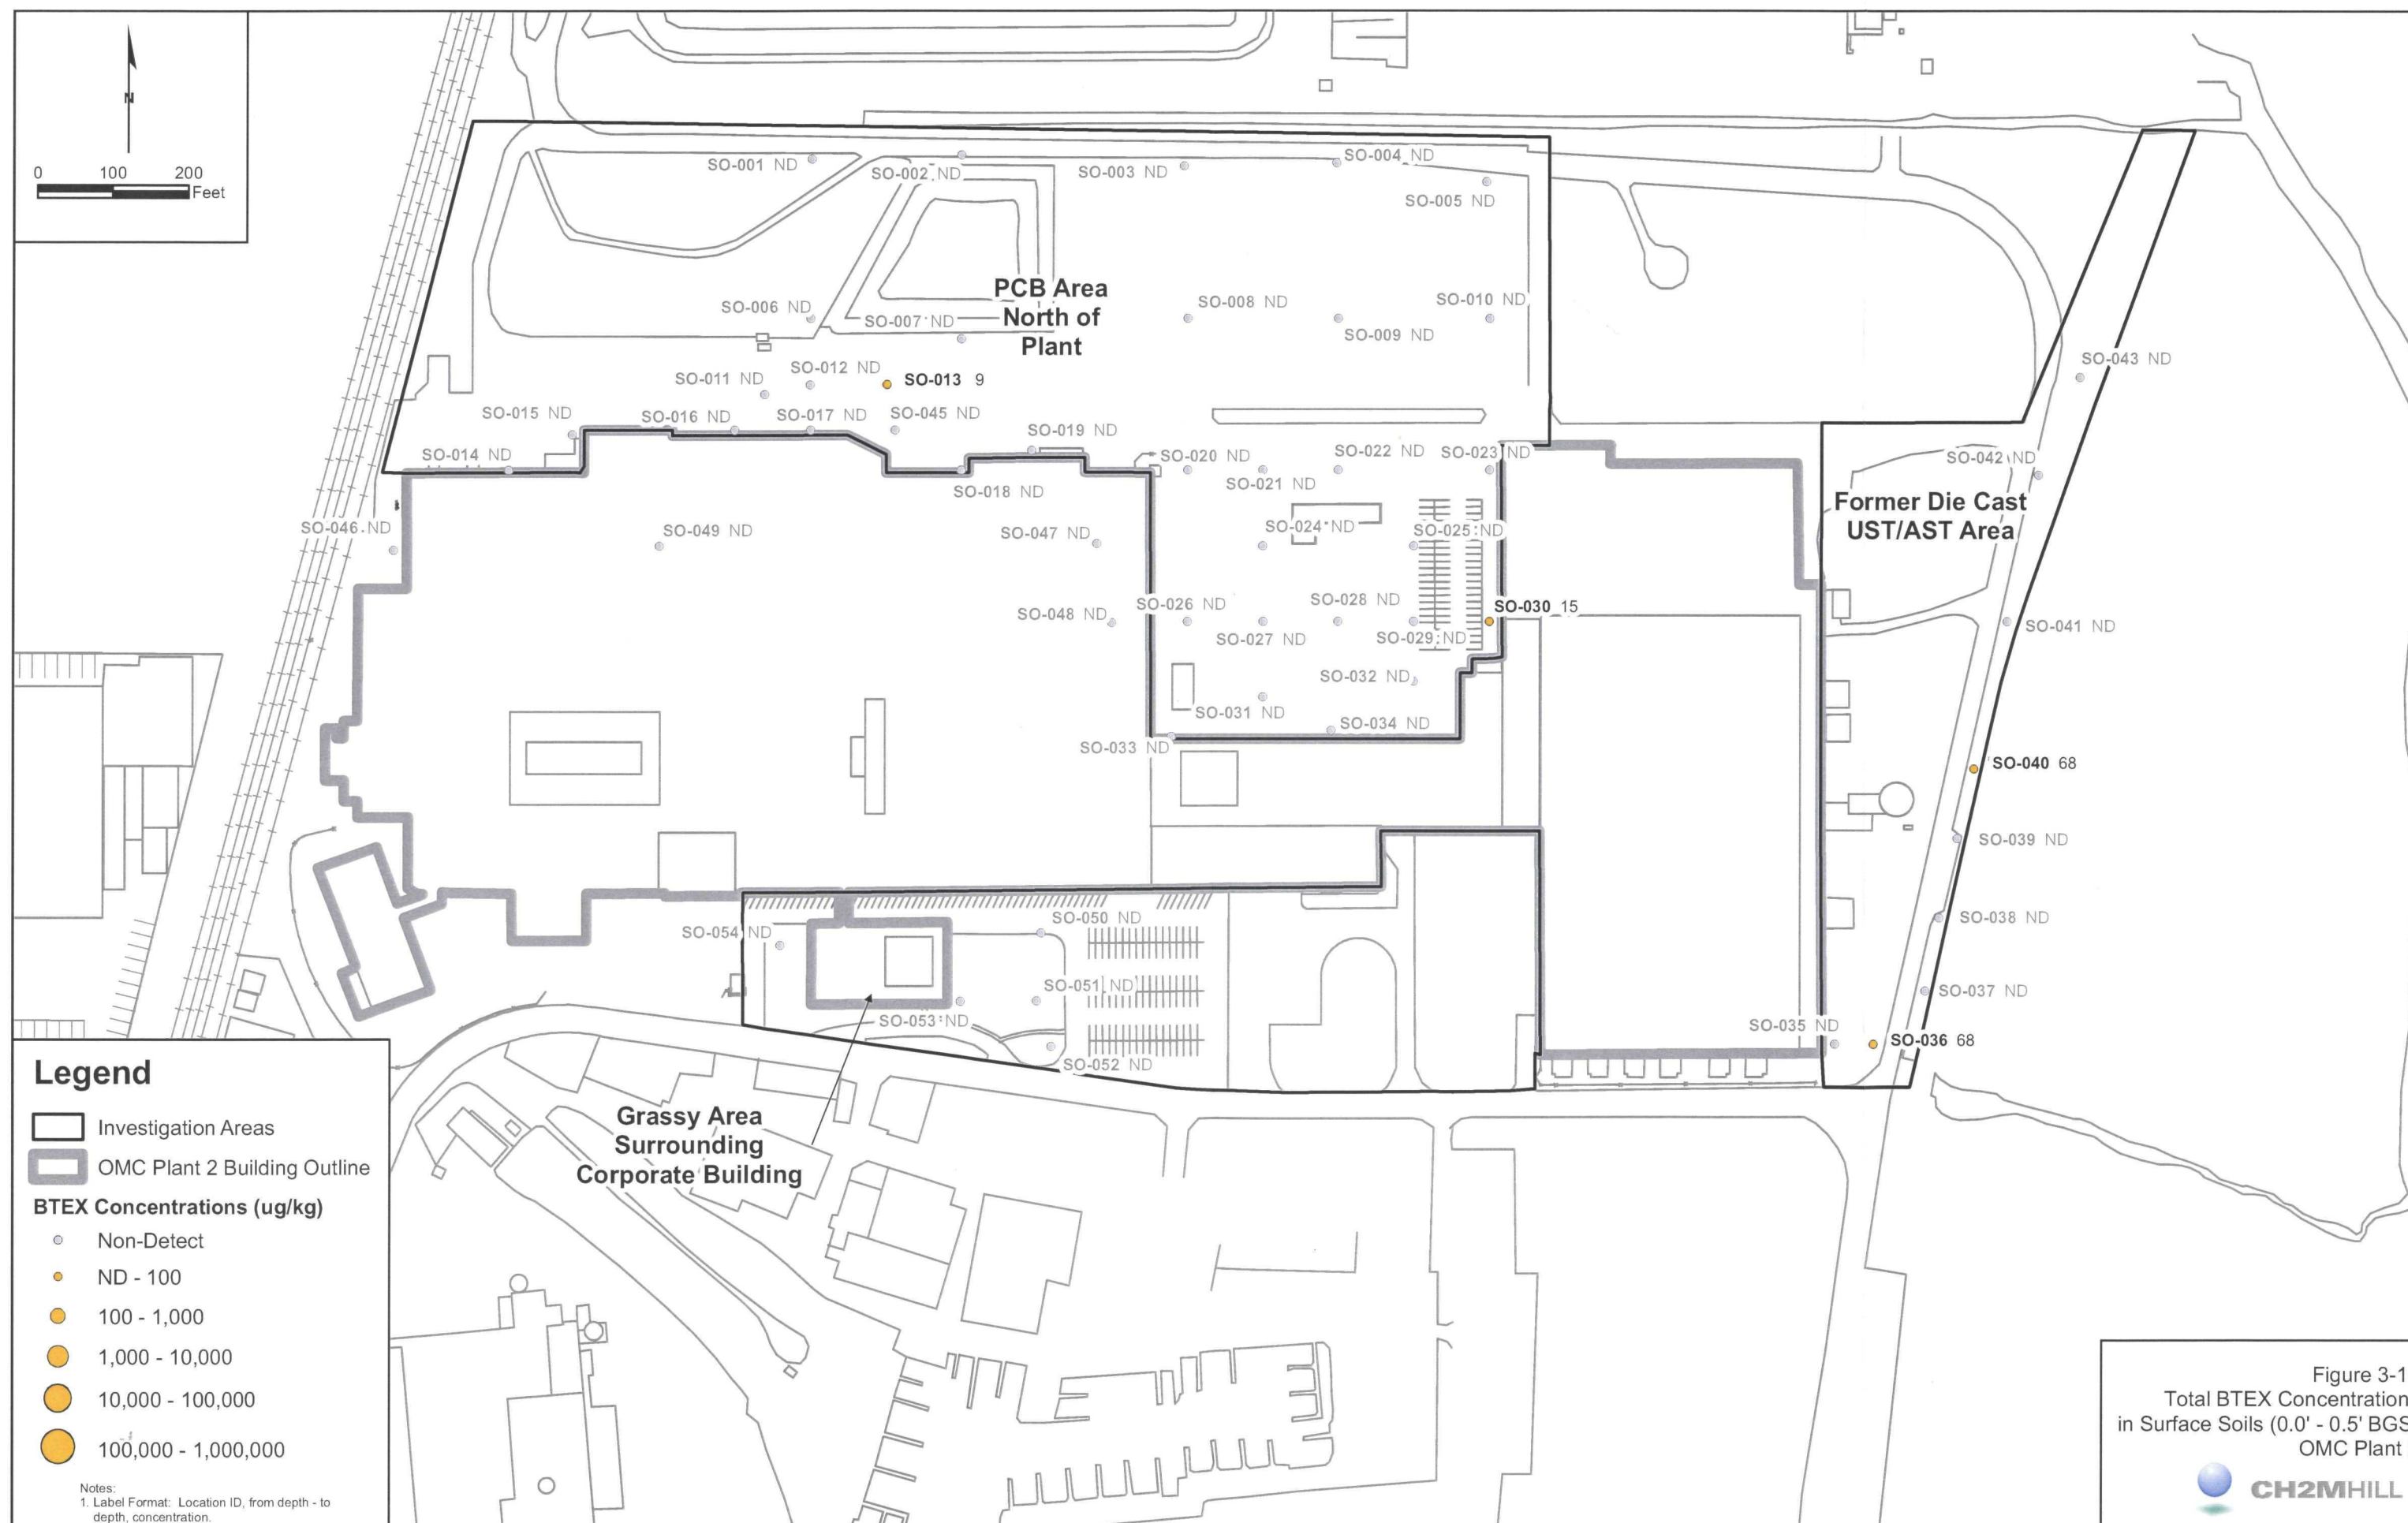 N
0 100 200
Feet
SO-001 ND
SO-002 ND
SO-003 ND
SO-004 ND
SO-005 ND
PCB Area
North of
Plant
SO-006 ND
SO-007 ND
SO-008 ND
SO-009 ND
SO-010 ND
SO-011 ND
SO-012 ND
SO-013 9
SO-043 ND
SO-015 ND
SO-016 ND
SO-017 ND
SO-045 ND
SO-019 ND
SO-014 ND
SO-018 ND
SO-020 ND
SO-021 ND
SO-022 ND
SO-023 ND
SO-042 ND
Former Die Cast
UST/AST Area
SO-046 ND
SO-049 ND
SO-047 ND
SO-024 ND
SO-025 ND
SO-048 ND
SO-026 ND
SO-027 ND
SO-028 ND
SO-029 ND
SO-030 15
SO-041 ND
SO-032 ND
SO-031 ND
SO-034 ND
SO-033 ND
SO-040 68
SO-039 ND
SO-038 ND
SO-037 ND
SO-035 ND
SO-036 68
SO-054 ND
SO-050 ND
SO-051 ND
SO-053 ND
SO-052 ND
Grassy Area
Surrounding
Corporate Building
Legend
Investigation Areas
OMC Plant 2 Building Outline
BTEX Concentrations (ug/kg)
Non-Detect
ND - 100
100 - 1,000
1,000 - 10,000
10,000 - 100,000
100,000 - 1,000,000
Notes:
1. Label Format: Location ID, from depth - to
depth, concentration.
Figure 3-1
Total BTEX Concentration
in Surface Soils (0.0' - 0.5' BGS
OMC Plant
CH2MHILL